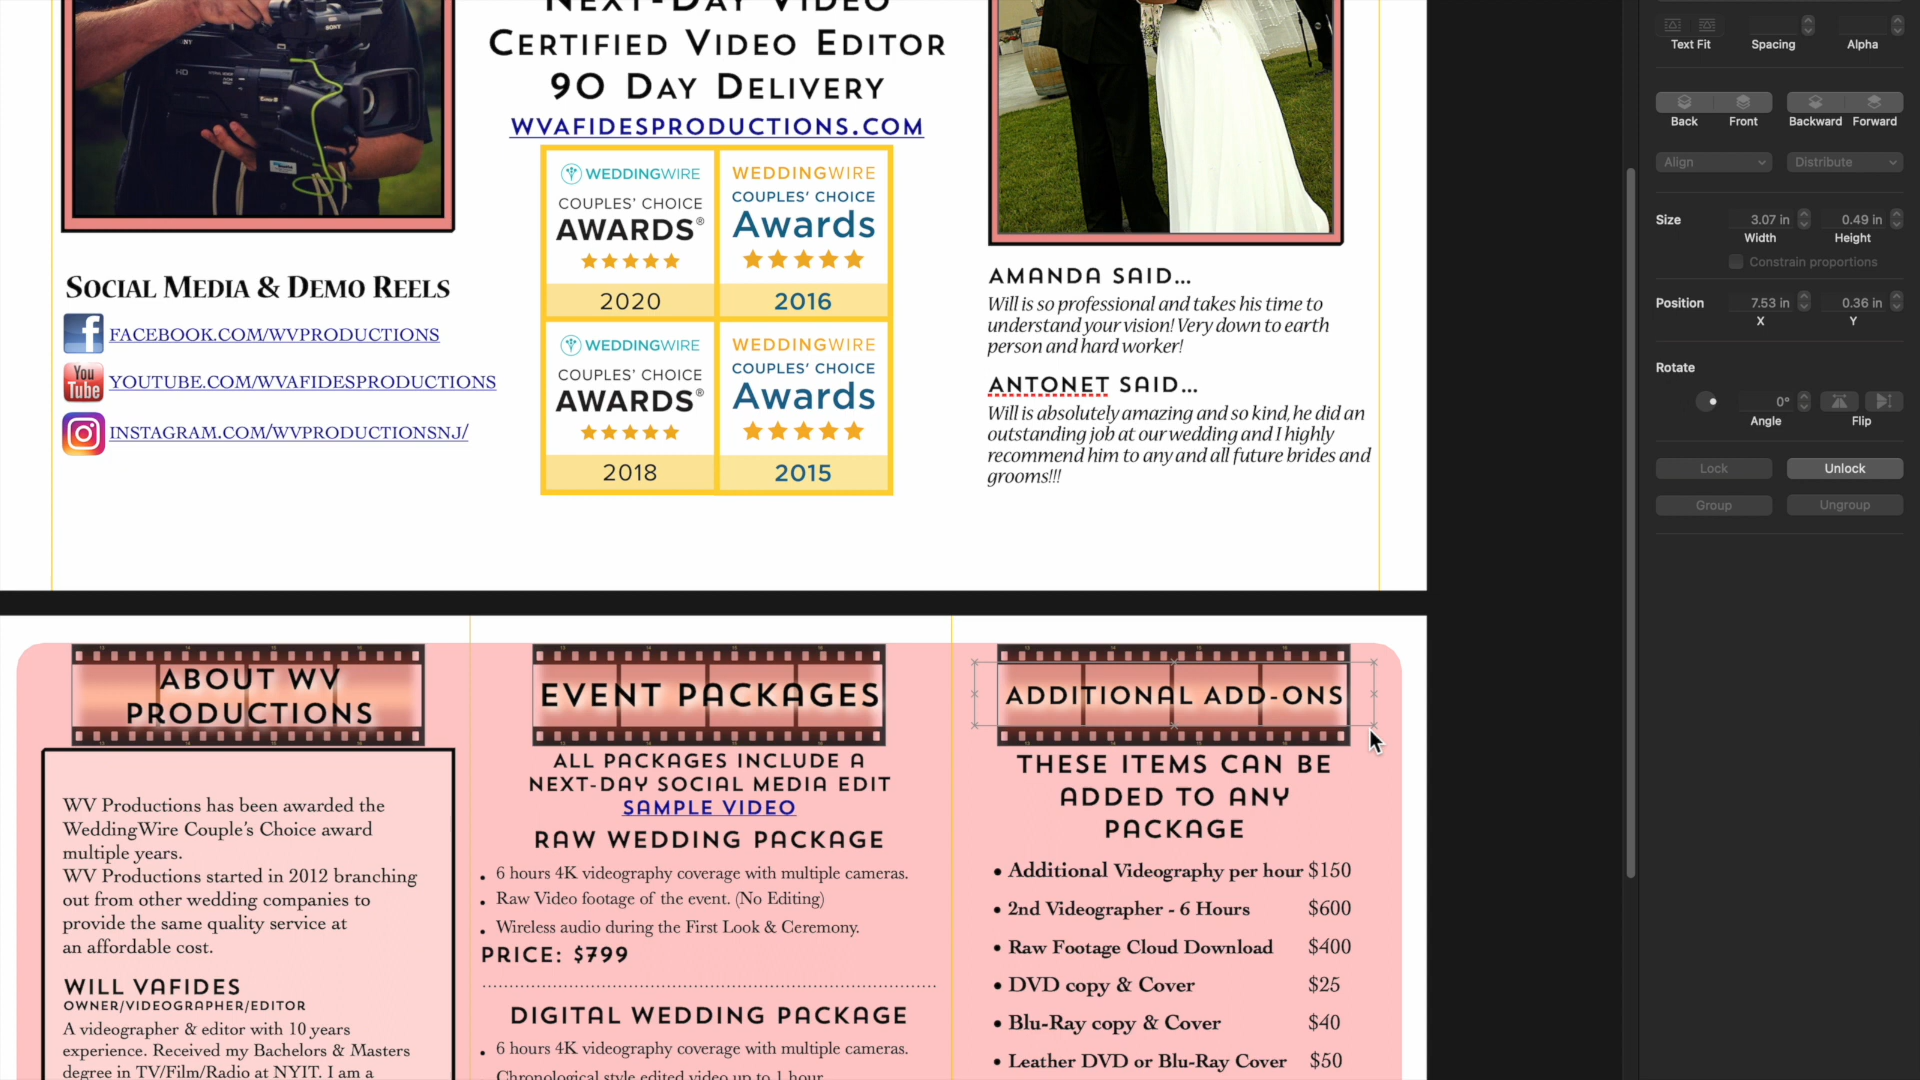 NEXT-DAY VIDEO
CERTIFIED VIDEO EDITOR
90 DAY DELIVERY
WVAFIDESPRODUCTIONS.COM
WEDDINGWIRE
COUPLES' CHOICE
AWARDS®
2020
WEDDINGWIRE
COUPLES' CHOICE
Awards
2016
WEDDINGWIRE
COUPLES' CHOICE
AWARDS®
2018
WEDDINGWIRE
COUPLES' CHOICE
Awards
2015
SONY
HD
SOCIAL MEDIA & DEMO REELS
f FACEBOOK.COM/WVPRODUCTIONS
You
Tube
YOUTUBE.COM/WVAFIDESPRODUCTIONS
INSTAGRAM.COM/WVPRODUCTIONSNJ/
AMANDA SAID...
Will is so professional and takes his time to
understand your vision! Very down to earth
person and hard worker!
ANTONET SAID...
Will is absolutely amazing and so kind, he did an
outstanding job at our wedding and I highly
recommend him to any and all future brides and
grooms!!!
ABOUT WV
PRODUCTIONS
WV Productions has been awarded the
WeddingWire Couple's Choice award
multiple years.
WV Productions started in 2012 branching
out from other wedding companies to
provide the same quality service at
an affordable cost.
WILL VAFIDES
OWNER/VIDEOGRAPHER/EDITOR
A videographer & editor with 10 years
experience. Received my Bachelors & Masters
degree in TV/Film/Radio at NYIT. I am a
EVENT PACKAGES
ALL PACKAGES INCLUDE A
NEXT-DAY SOCIAL MEDIA EDIT
SAMPLE VIDEO
RAW WEDDING PACKAGE
• 6 hours 4K videography coverage with multiple cameras.
• Raw Video footage of the event. (No Editing)
• Wireless audio during the First Look & Ceremony.
PRICE: $799
DIGITAL WEDDING PACKAGE
• 6 hours 4K videography coverage with multiple cameras.
Chronological style edited video up to 1 hour
ADDITIONAL ADD-ONS
THESE ITEMS CAN BE
ADDED TO ANY
PACKAGE
• Additional Videography per hour $150
• 2nd Videographer - 6 Hours $600
• Raw Footage Cloud Download $400
• DVD copy & Cover $25
• Blu-Ray copy & Cover $40
• Leather DVD or Blu-Ray Cover $50
Text Fit Spacing Alpha
Back Front Backward Forward
Align Distribute
Size 3.07 in 0.49 in
Width Height
Constrain proportions
Position 7.53 in 0.36 in
X Y
Rotate
0°
Angle Flip
Lock Unlock
Group Ungroup